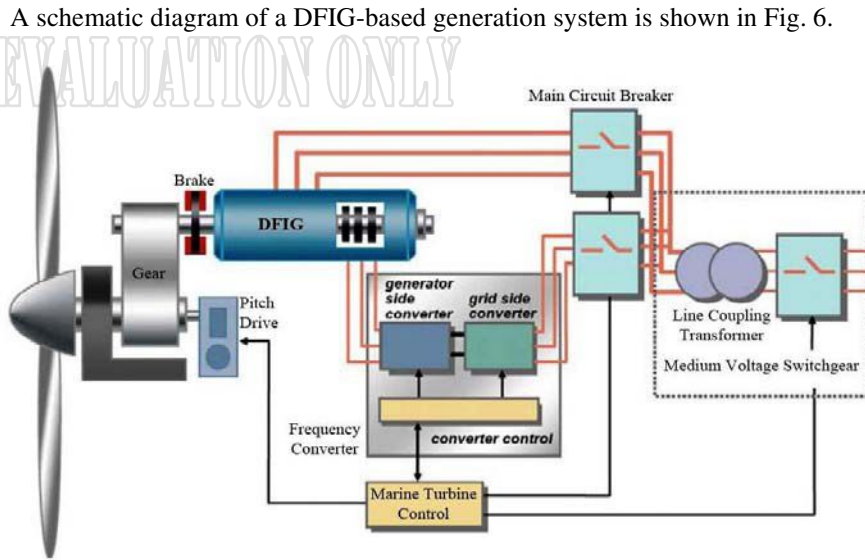 A schematic diagram of a DFIG-based generation system is shown in Fig. 6.
EVALUATION ONLY
Main Circuit Breaker
Brake
DFIG
Gear
Pitch
Drive
generator
side
converter
grid side
converter
Line Coupling
Transformer
Medium Voltage Switchgear
Frequency
Converter
converter control
Marine Turbine
Control